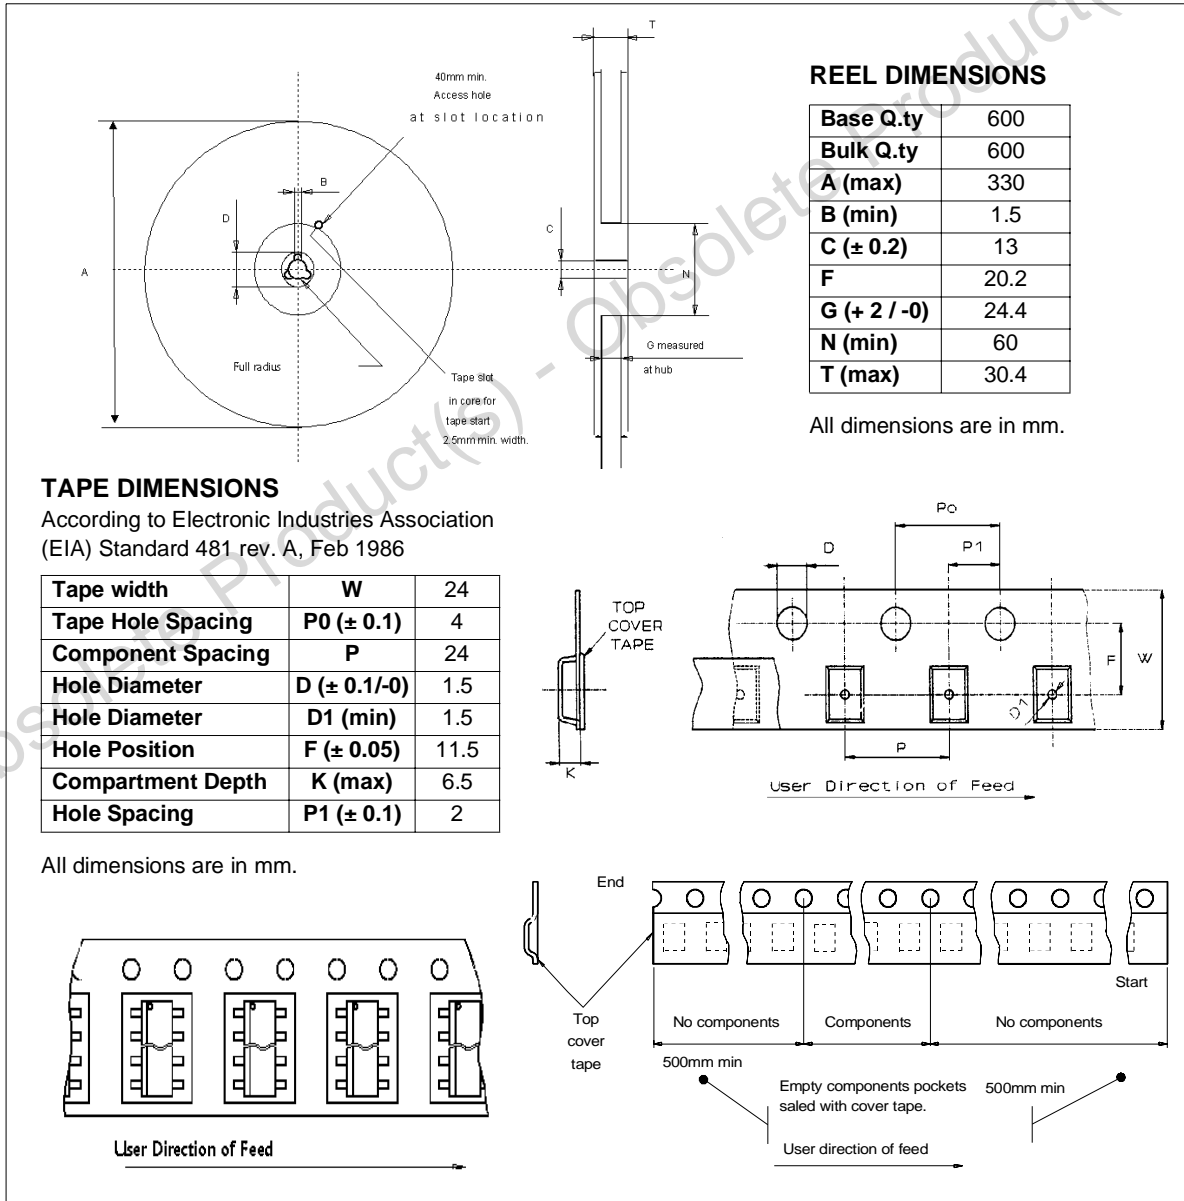 T
40mm min.
Access hole
at slot location
B
D
C
A
N
G measured
at hub
Full radius
Tape slot
in core for
tape start
2.5mm min. width.
REEL DIMENSIONS
Base Q.ty 600
Bulk Q.ty 600
A (max) 330
B (min) 1.5
C (± 0.2) 13
F 20.2
G (+ 2 / -0) 24.4
N (min) 60
T (max) 30.4
All dimensions are in mm.
TAPE DIMENSIONS
According to Electronic Industries Association
(EIA) Standard 481 rev. A, Feb 1986
Tape width W 24
Tape Hole Spacing P0 (± 0.1) 4
Component Spacing P 24
Hole Diameter D (± 0.1/-0) 1.5
Hole Diameter D1 (min) 1.5
Hole Position F (± 0.05) 11.5
Compartment Depth K (max) 6.5
Hole Spacing P1 (± 0.1) 2
All dimensions are in mm.
Po
D
P1
TOP
COVER
TAPE
F
W
D1
P
K
User Direction of Feed
End
Start
Top
cover
tape
No components
Components
No components
500mm min
Empty components pockets
saled with cover tape.
500mm min
User direction of feed
User Direction of Feed
Obsolete Product(s) - Obsolete Product(